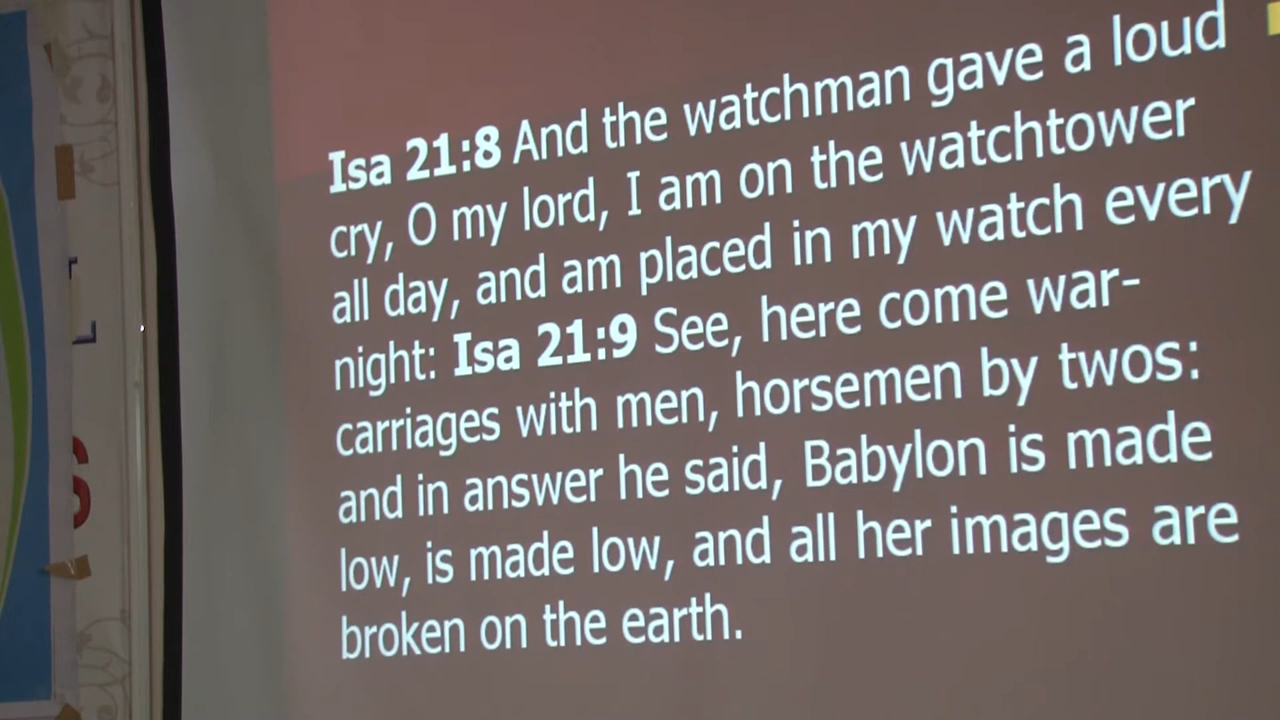 Isa 21:8 And the watchman gave a loud
cry, O my lord, I am on the watchtower
all day, and am placed in my watch every
night: Isa 21:9 See, here come war-
carriages with men, horsemen by twos:
and in answer he said, Babylon is made
low, is made low, and all her images are
broken on the earth.
S